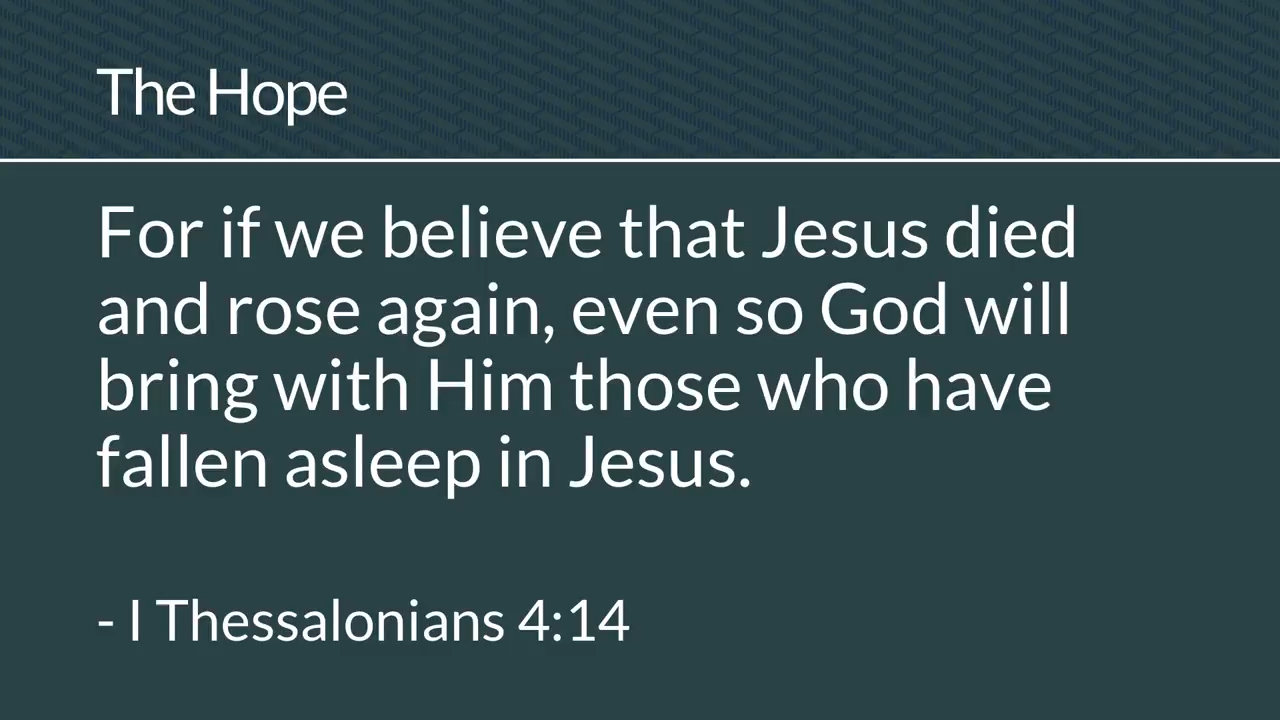 The Hope
For if we believe that Jesus died
and rose again, even so God will
bring with Him those who have
fallen asleep in Jesus.
- I Thessalonians 4:14